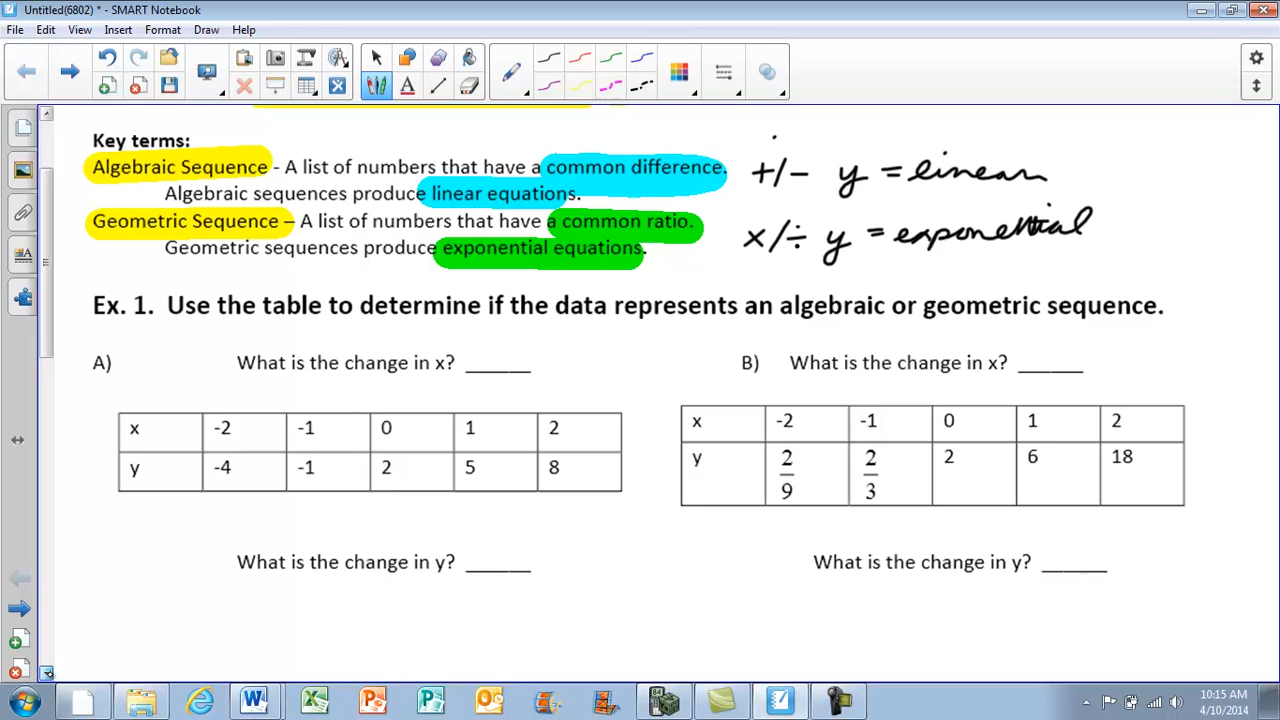 Untitled(6802) * - SMART Notebook
File Edit View Insert Format Draw Help
Key terms:
Algebraic Sequence - A list of numbers that have a common difference. +/- y = linear
Algebraic sequences produce linear equations.
Geometric Sequence – A list of numbers that have a common ratio. x/÷ y = exponential
Geometric sequences produce exponential equations.
Ex. 1. Use the table to determine if the data represents an algebraic or geometric sequence.
A) What is the change in x? ______ B) What is the change in x? ______
x -2 -1 0 1 2
y -4 -1 2 5 8
x -2 -1 0 1 2
y 2/9 2/3 2 6 18
What is the change in y? ______ What is the change in y? ______
10:15 AM
4/10/2014